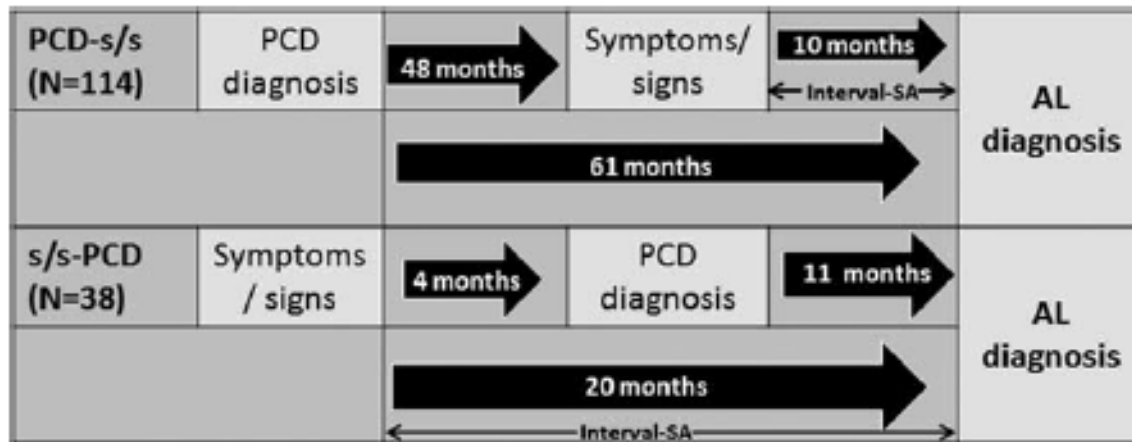 PCD-s/s
(N=114)
PCD
diagnosis
48 months
Symptoms/
signs
10 months
Interval-SA
AL
diagnosis
61 months
s/s-PCD
(N=38)
Symptoms
/ signs
4 months
PCD
diagnosis
11 months
AL
diagnosis
20 months
Interval-SA